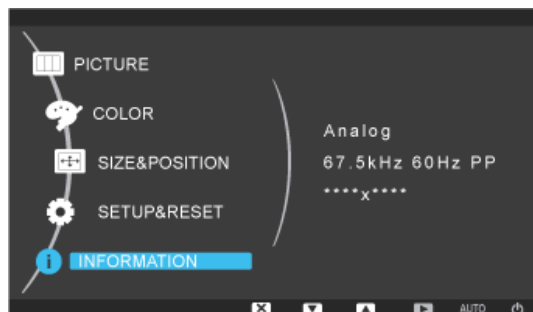 PICTURE
COLOR
SIZE&POSITION
SETUP&RESET
INFORMATION
Analog
67.5kHz 60Hz PP
****x****
AUTO